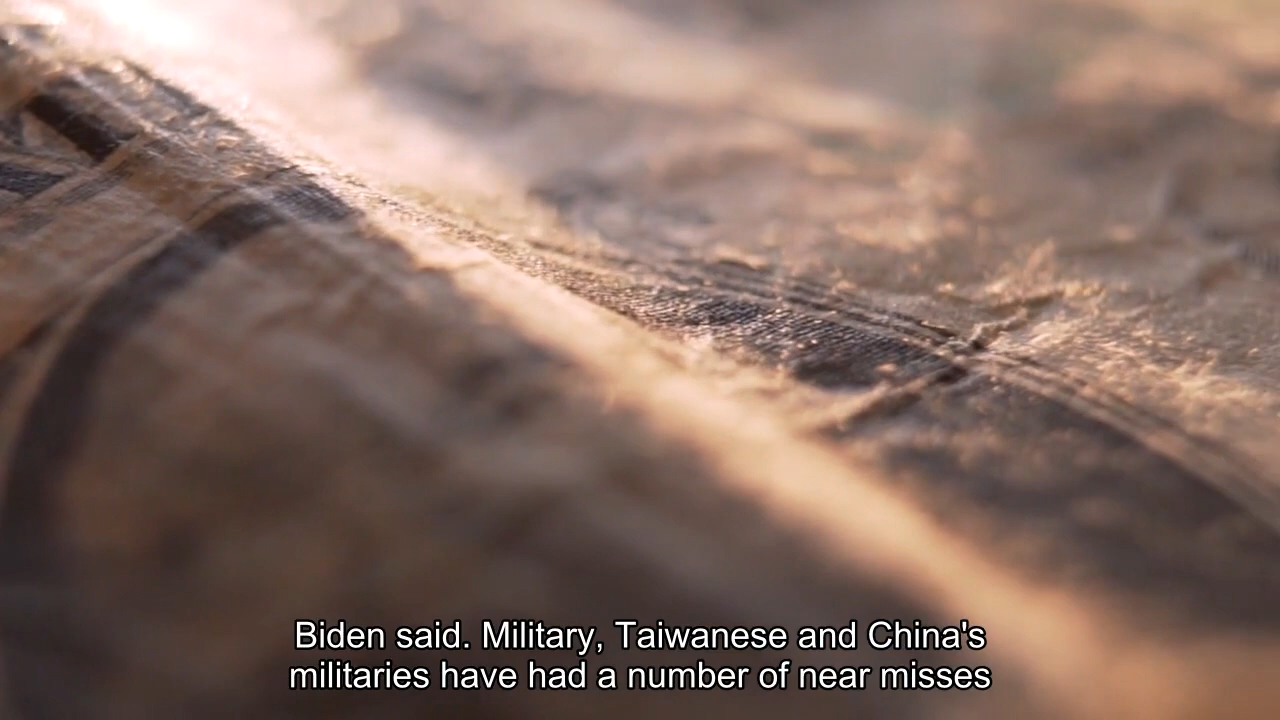 Biden said. Military, Taiwanese and China's
militaries have had a number of near misses